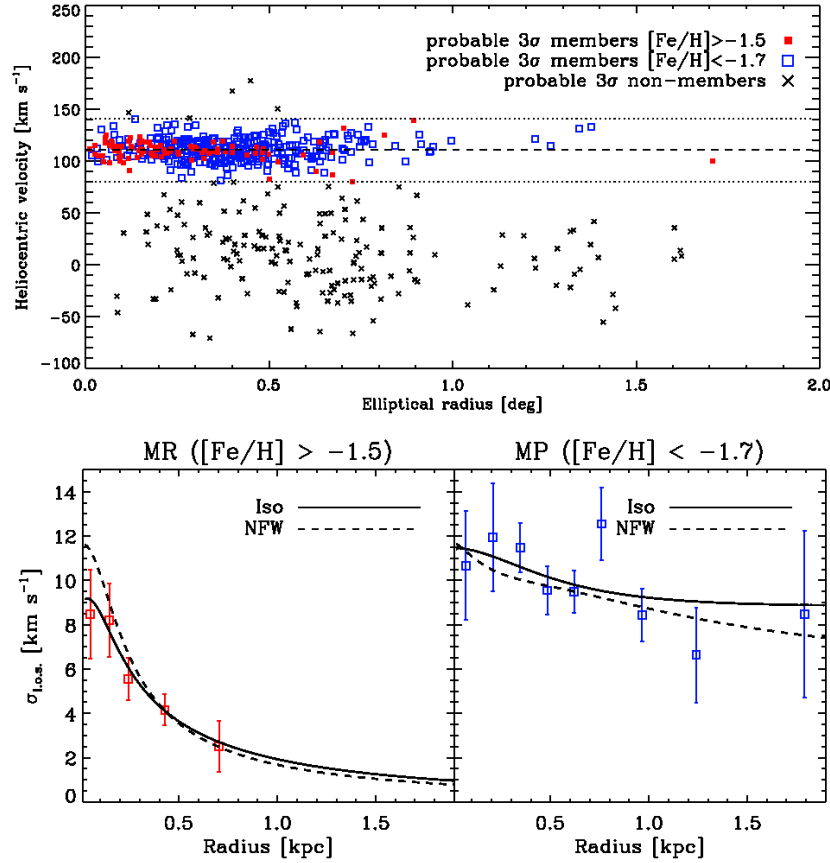 250
200
150
100
50
0
−50
−100
Heliocentric velocity [km s⁻¹]
probable 3σ members [Fe/H]>−1.5
probable 3σ members [Fe/H]<−1.7
probable 3σ non−members
0.0 0.5 1.0 1.5 2.0
Elliptical radius [deg]
MR ([Fe/H] > −1.5) MP ([Fe/H] < −1.7)
14
12
10
8
6
4
2
0
σl.o.s. [km s⁻¹]
Iso
NFW
Iso
NFW
0.5 1.0 1.5 0.5 1.0 1.5
Radius [kpc] Radius [kpc]